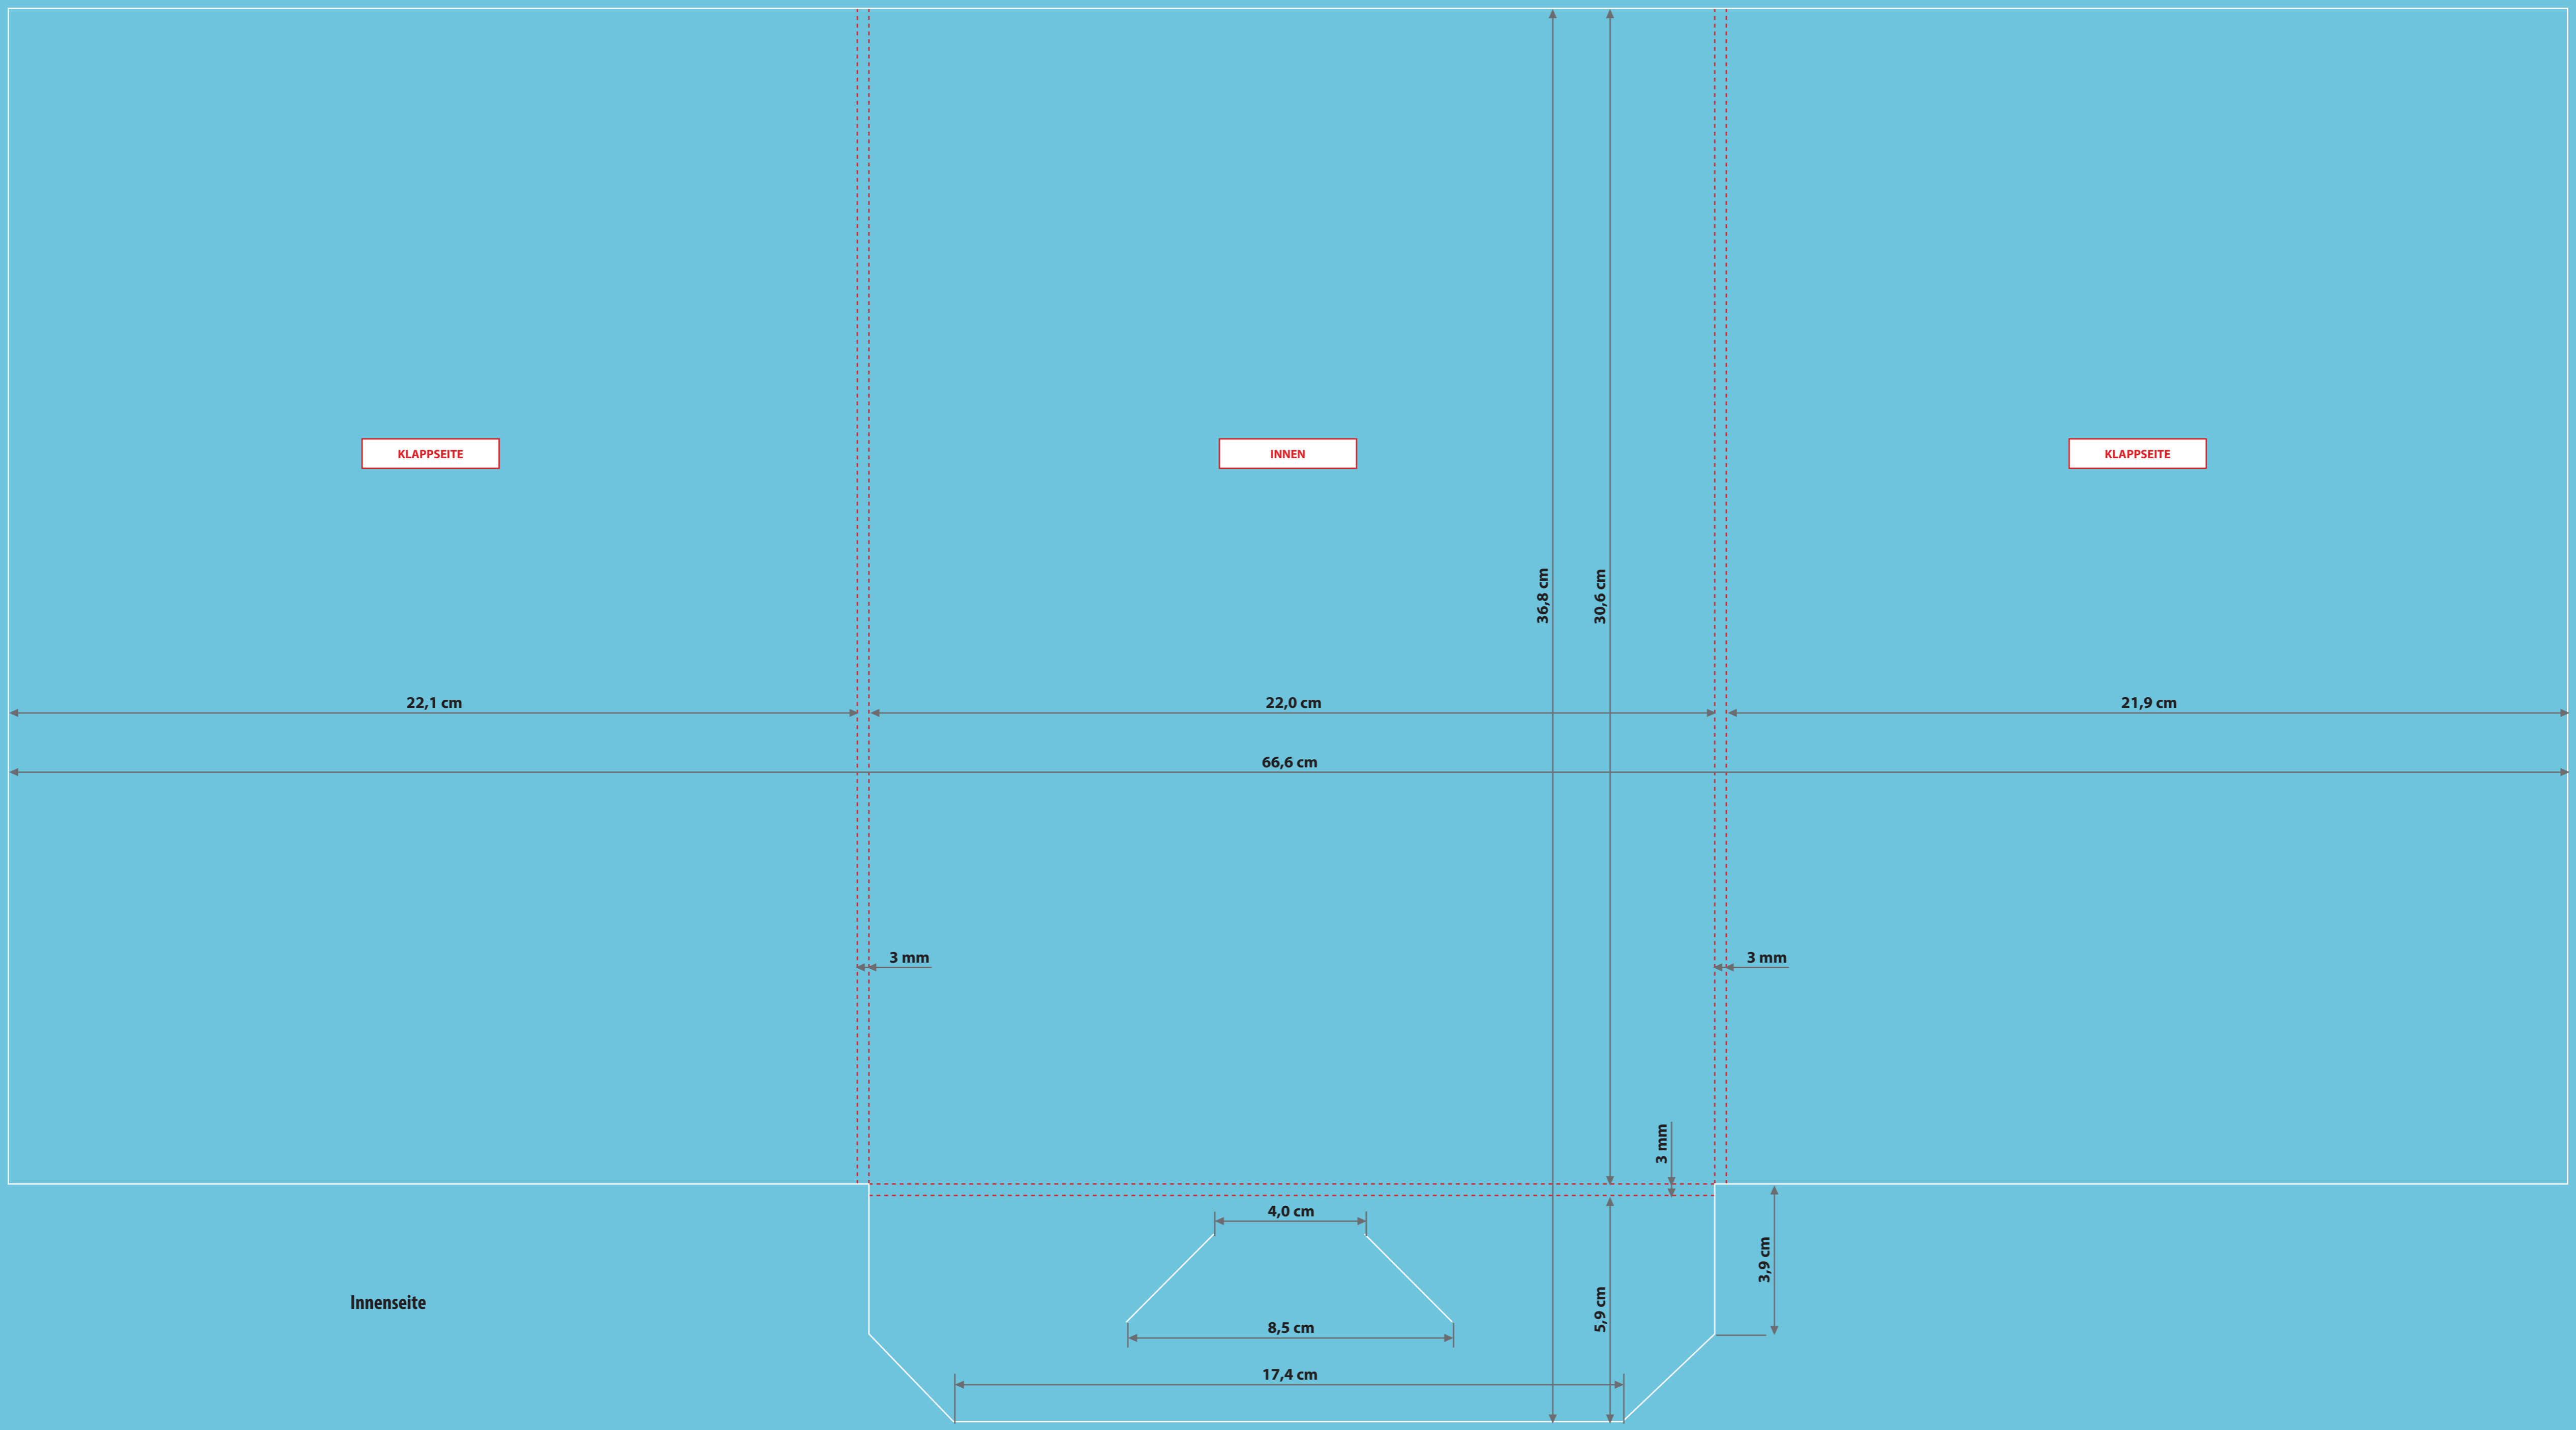 KLAPPSEITE
INNEN
KLAPPSEITE
36,8 cm
30,6 cm
22,1 cm
22,0 cm
21,9 cm
66,6 cm
3 mm
3 mm
3 mm
4,0 cm
3,9 cm
Innenseite
5,9 cm
8,5 cm
17,4 cm